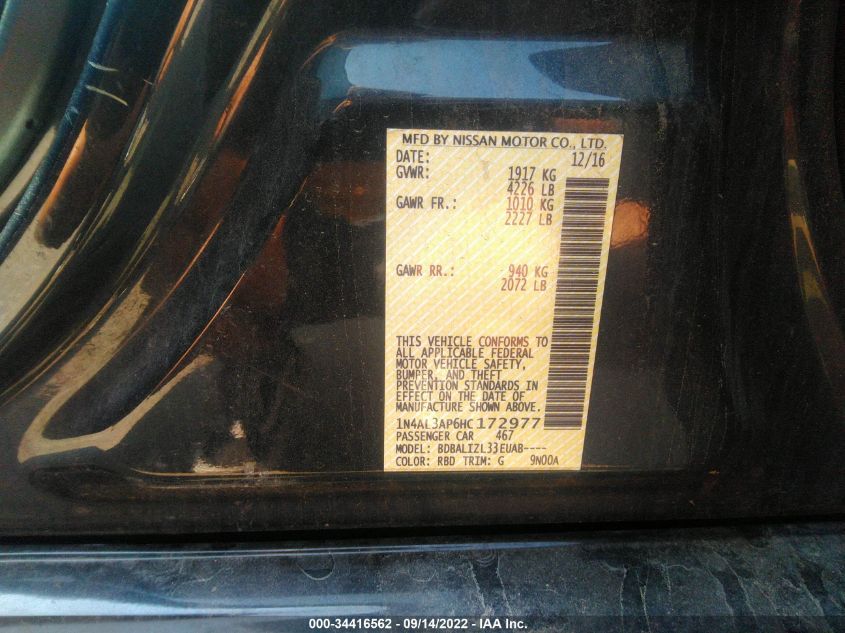 MFD BY NISSAN MOTOR CO., LTD.
DATE: 12/16
GVWR: 1917 KG
4226 LB
GAWR FR.: 1010 KG
2227 LB
GAWR RR.: 940 KG
2072 LB
THIS VEHICLE CONFORMS TO
ALL APPLICABLE FEDERAL
MOTOR VEHICLE SAFETY,
BUMPER, AND THEFT
PREVENTION STANDARDS IN
EFFECT ON THE DATE OF
MANUFACTURE SHOWN ABOVE.
1N4AL3AP6HC172977
PASSENGER CAR 467
MODEL: BDBALIZL33EUAB----
COLOR: RBD TRIM: G 9N00A
000-34416562 - 09/14/2022 - IAA Inc.